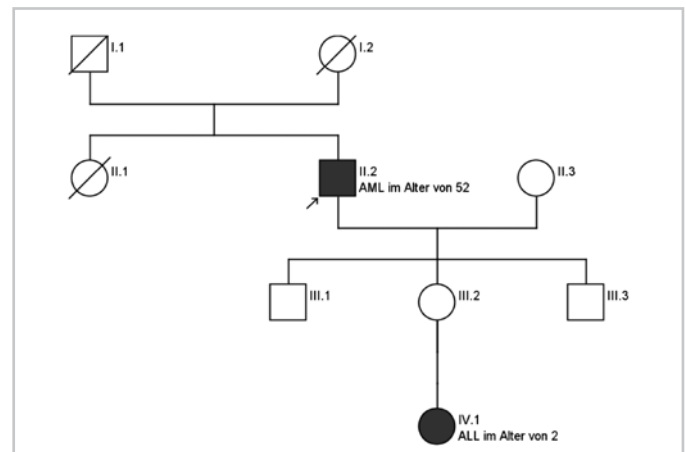 I.1
I.2
II.1
II.2
AML im Alter von 52
II.3
III.1
III.2
III.3
IV.1
ALL im Alter von 2